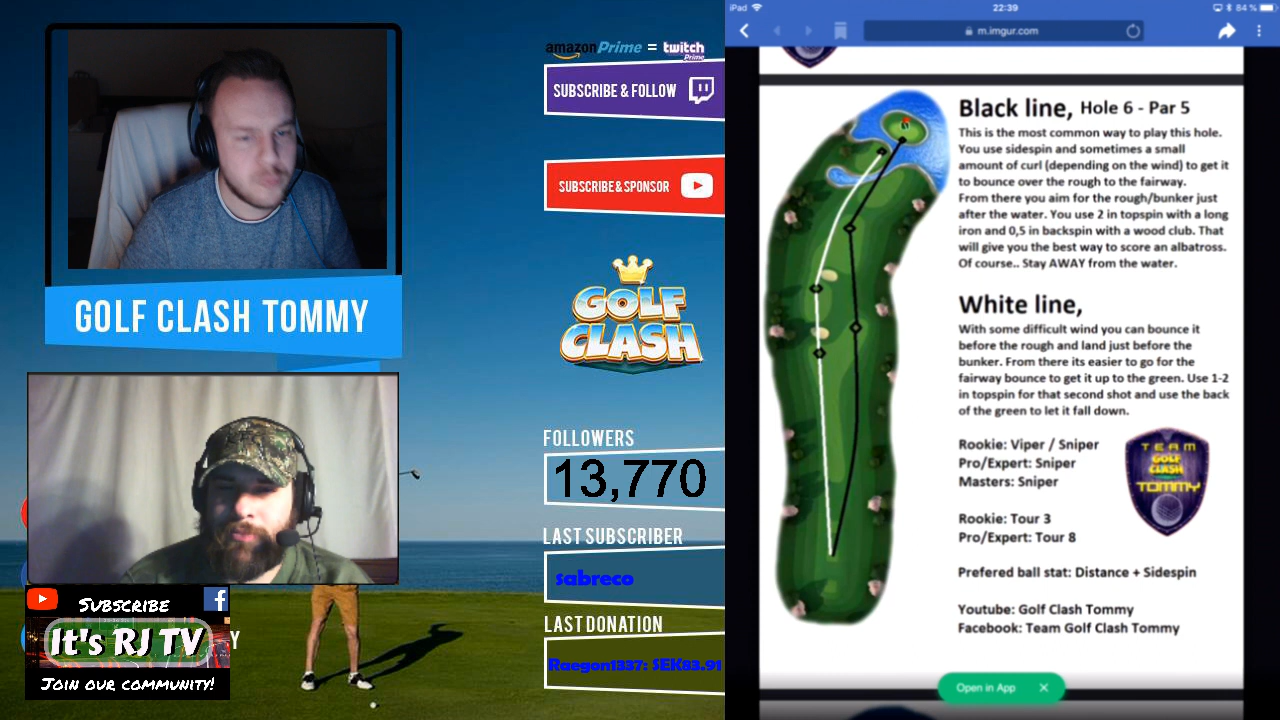 amazonPrime = twitch Prime
SUBSCRIBE & FOLLOW
SUBSCRIBE & SPONSOR
GOLF CLASH
GOLF CLASH TOMMY
FOLLOWERS
13,770
LAST SUBSCRIBER
sabreco
LAST DONATION
Raegon1337: SEK83.91
SUBSCRIBE
It's RJ TV
JOIN OUR COMMUNITY!
Y
iPad
22:39
84 %
m.imgur.com
Black line, Hole 6 - Par 5
This is the most common way to play this hole.
You use sidespin and sometimes a small
amount of curl (depending on the wind) to get it
to bounce over the rough to the fairway.
From there you aim for the rough/bunker just
after the water. You use 2 in topspin with a long
iron and 0,5 in backspin with a wood club. That
will give you the best way to score an albatross.
Of course.. Stay AWAY from the water.
White line,
With some difficult wind you can bounce it
before the rough and land just before the
bunker. From there its easier to go for the
fairway bounce to get it up to the green. Use 1-2
in topspin for that second shot and use the back
of the green to let it fall down.
Rookie: Viper / Sniper
Pro/Expert: Sniper
Masters: Sniper
Rookie: Tour 3
Pro/Expert: Tour 8
TEAM
GOLF
CLASH
TOMMY
Prefered ball stat: Distance + Sidespin
Youtube: Golf Clash Tommy
Facebook: Team Golf Clash Tommy
Open in App